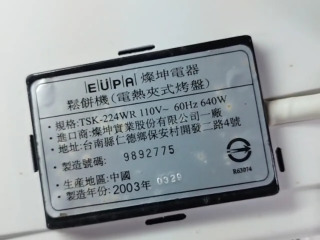 EUPA 燦坤電器
鬆餅機(電熱夾式烤盤)
·規格:TSK-224WR 110V~ 60Hz 640W
·進口商:燦坤實業股份有限公司一廠
·地址:台南縣仁德鄉保安村開發二路4號
·製造號碼: 9892775
·生產地區:中國
·製造年份:2003年 0320
R63014